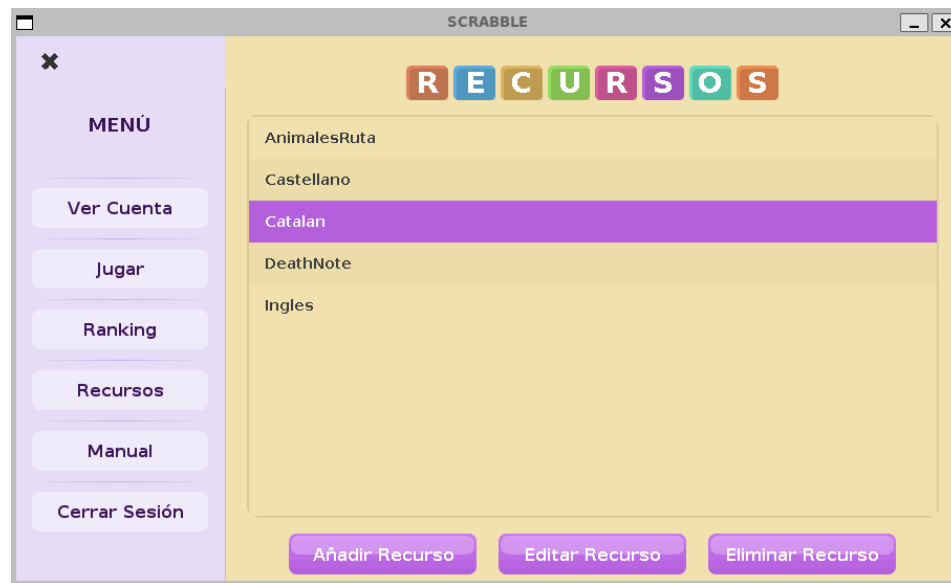 SCRABBLE
✖
MENÚ
Ver Cuenta
Jugar
Ranking
Recursos
Manual
Cerrar Sesión
RECURSOS
AnimalesRuta
Castellano
Catalan
DeathNote
Ingles
Añadir Recurso
Editar Recurso
Eliminar Recurso